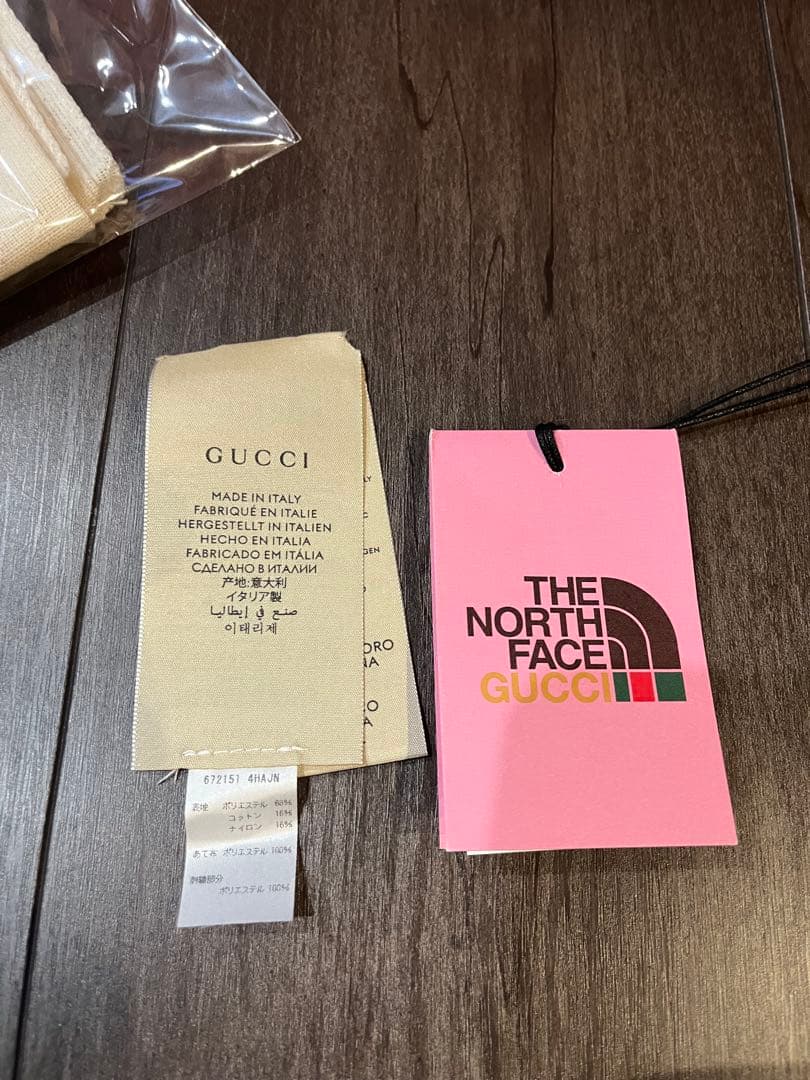 GUCCI
MADE IN ITALY
FABRIQUÉ EN ITALIE
HERGESTELLT IN ITALIEN
HECHO EN ITALIA
FABRICADO EM ITÁLIA
СДЕЛАНО В ИТАЛИИ
产地:意大利
イタリア製
صنع في إيطاليا
이태리제
672151 4HAJN
表地 ポリエステル 68%
コットン 16%
ナイロン 16%
あて布 ポリエステル 100%
刺繍部分
ポリエステル 100%
THE
NORTH
FACE
GUCCI